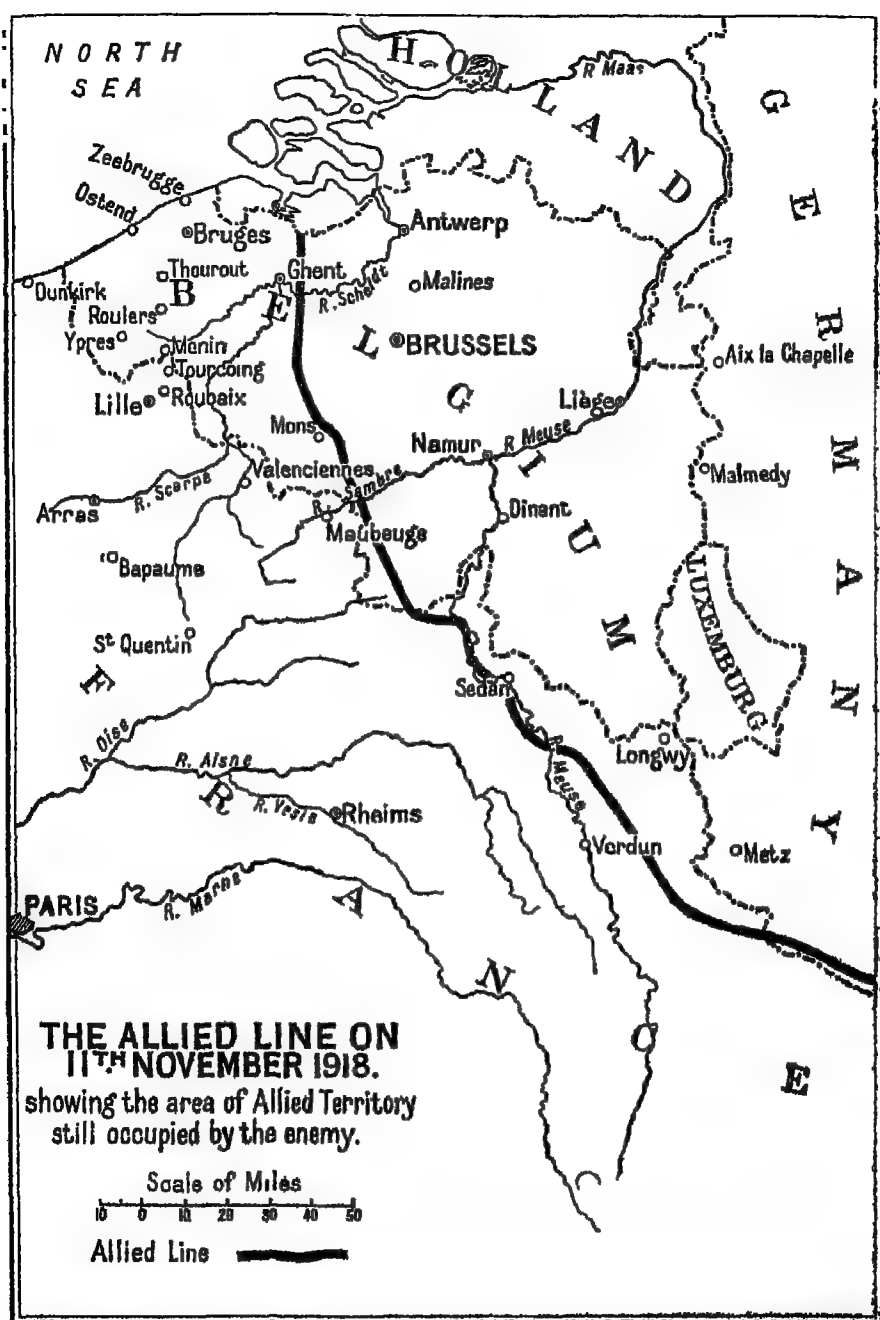 NORTH
SEA
HOLLAND
R Maas
GERMANY
Zeebrugge
Ostend
Bruges
Antwerp
Thourout
Ghent
Dunkirk
R. Scheldt
Malines
BELGIUM
Roulers
Ypres
Menin
BRUSSELS
Tourcoing
Aix la Chapelle
Lille
Roubaix
Liège
Mons
Namur
R Meuse
Valenciennes
R. Sambre
Malmedy
R. Scarpe
Arras
Dinant
Maubeuge
Bapaume
LUXEMBURG
St Quentin
FRANCE
Sedan
R. Oise
R. Aisne
Longwy
R. Meuse
R. Vesle
Rheims
Verdun
Metz
PARIS
R. Marne
THE ALLIED LINE ON
11TH NOVEMBER 1918.
showing the area of Allied Territory
still occupied by the enemy.
Scale of Miles
10 0 10 20 30 40 50
Allied Line